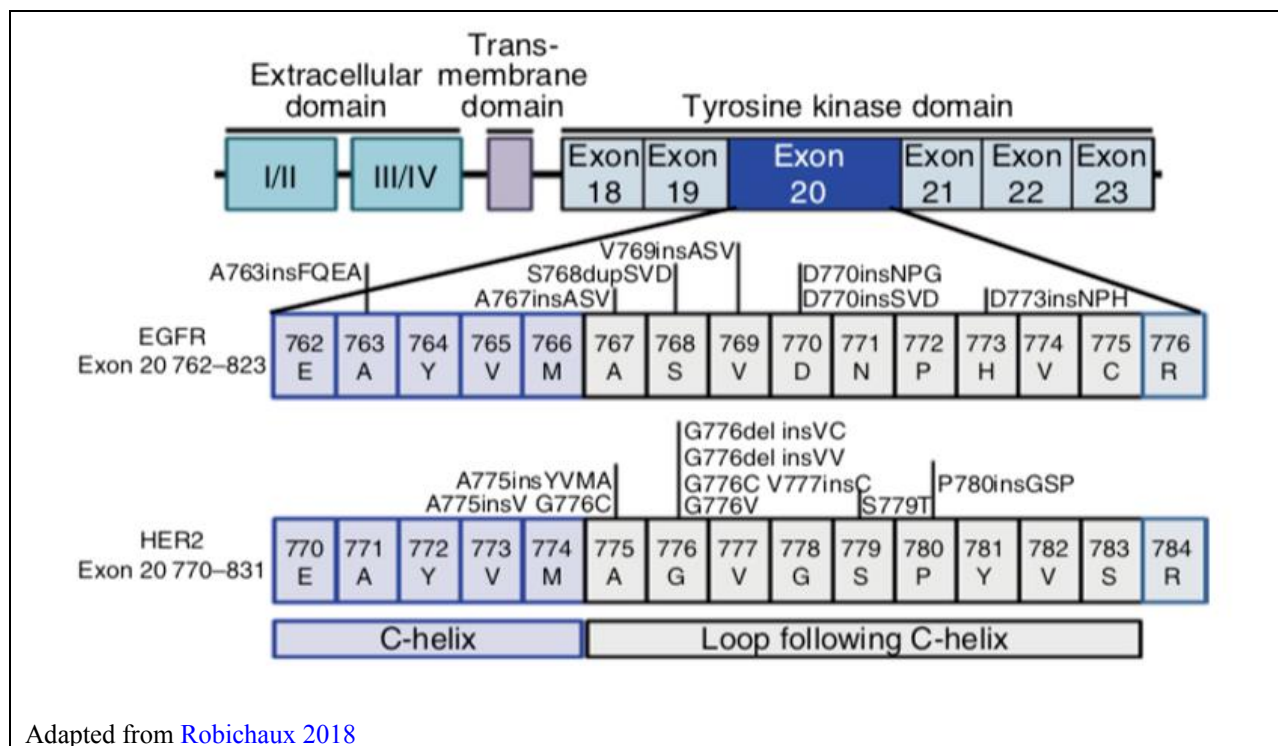 Trans-
Extracellular membrane
domain domain Tyrosine kinase domain
I/II III/IV Exon 18 Exon 19 Exon 20 Exon 21 Exon 22 Exon 23
V769insASV
A763insFQEA S768dupSVD D770insNPG
A767insASV D770insSVD D773insNPH
EGFR
Exon 20 762–823
762 763 764 765 766 767 768 769 770 771 772 773 774 775 776
E A Y V M A S V D N P H V C R
G776del insVC
G776del insVV
A775insYVMA G776C V777insC P780insGSP
A775insV G776C G776V S779T
HER2
Exon 20 770–831
770 771 772 773 774 775 776 777 778 779 780 781 782 783 784
E A Y V M A G V G S P Y V S R
C-helix Loop following C-helix
Adapted from Robichaux 2018